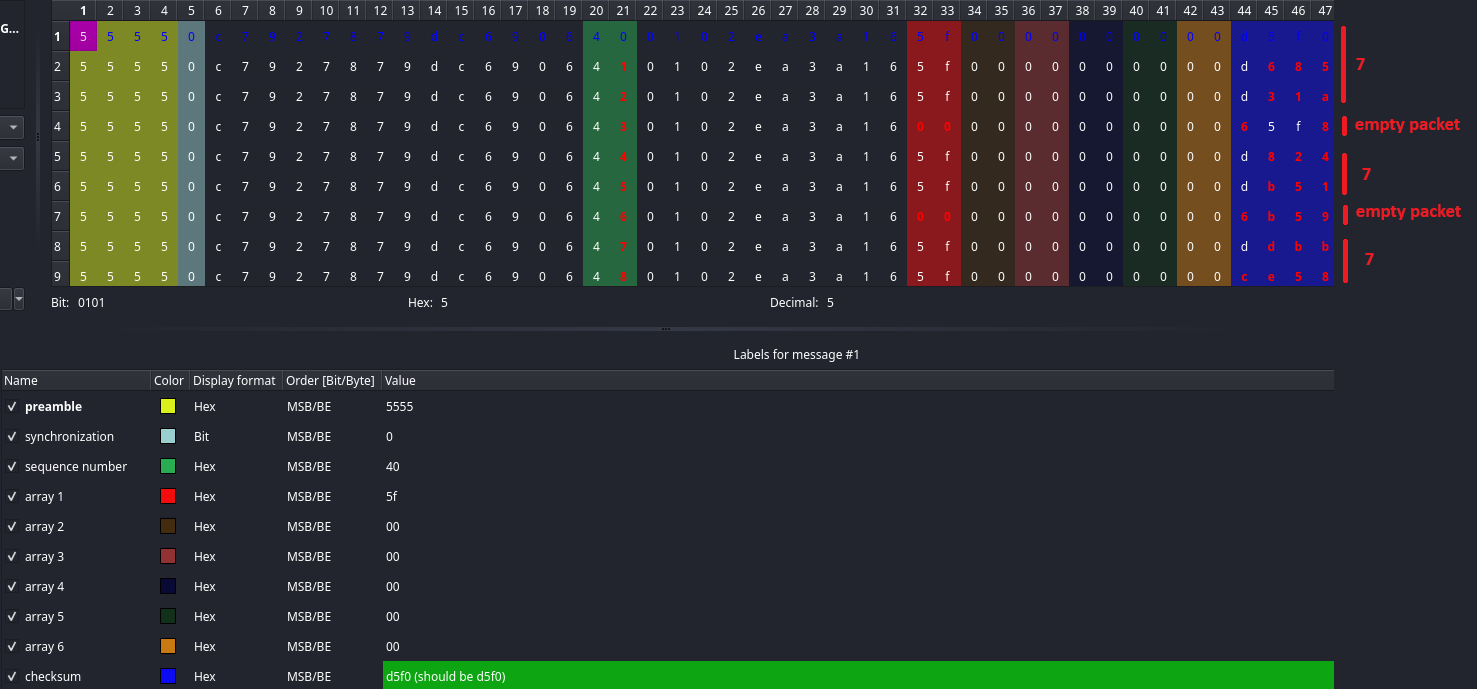 G...
1 2 3 4 5 6 7 8 9 10 11 12 13 14 15 16 17 18 19 20 21 22 23 24 25 26 27 28 29 30 31 32 33 34 35 36 37 38 39 40 41 42 43 44 45 46 47
1 5 5 5 5 0 c 7 9 2 7 8 7 9 d c 6 9 0 6 4 0 0 1 0 2 e a 3 a 1 6 5 f 0 0 0 0 0 0 0 0 0 0 d 5 f 0
2 5 5 5 5 0 c 7 9 2 7 8 7 9 d c 6 9 0 6 4 1 0 1 0 2 e a 3 a 1 6 5 f 0 0 0 0 0 0 0 0 0 0 d 6 8 5 7
3 5 5 5 5 0 c 7 9 2 7 8 7 9 d c 6 9 0 6 4 2 0 1 0 2 e a 3 a 1 6 5 f 0 0 0 0 0 0 0 0 0 0 d 3 1 a
4 5 5 5 5 0 c 7 9 2 7 8 7 9 d c 6 9 0 6 4 3 0 1 0 2 e a 3 a 1 6 0 0 0 0 0 0 0 0 0 0 0 0 6 5 f 8 empty packet
5 5 5 5 5 0 c 7 9 2 7 8 7 9 d c 6 9 0 6 4 4 0 1 0 2 e a 3 a 1 6 5 f 0 0 0 0 0 0 0 0 0 0 d 8 2 4 7
6 5 5 5 5 0 c 7 9 2 7 8 7 9 d c 6 9 0 6 4 5 0 1 0 2 e a 3 a 1 6 5 f 0 0 0 0 0 0 0 0 0 0 d b 5 1
7 5 5 5 5 0 c 7 9 2 7 8 7 9 d c 6 9 0 6 4 6 0 1 0 2 e a 3 a 1 6 0 0 0 0 0 0 0 0 0 0 0 0 6 b 5 9 empty packet
8 5 5 5 5 0 c 7 9 2 7 8 7 9 d c 6 9 0 6 4 7 0 1 0 2 e a 3 a 1 6 5 f 0 0 0 0 0 0 0 0 0 0 d d b b 7
9 5 5 5 5 0 c 7 9 2 7 8 7 9 d c 6 9 0 6 4 8 0 1 0 2 e a 3 a 1 6 5 f 0 0 0 0 0 0 0 0 0 0 c e 5 8
Bit: 0101 Hex: 5 Decimal: 5
Labels for message #1
Name Color Display format Order [Bit/Byte] Value
preamble Hex MSB/BE 5555
synchronization Bit MSB/BE 0
sequence number Hex MSB/BE 40
array 1 Hex MSB/BE 5f
array 2 Hex MSB/BE 00
array 3 Hex MSB/BE 00
array 4 Hex MSB/BE 00
array 5 Hex MSB/BE 00
array 6 Hex MSB/BE 00
checksum Hex MSB/BE d5f0 (should be d5f0)